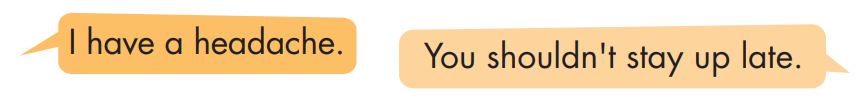 I have a headache.
You shouldn't stay up late.